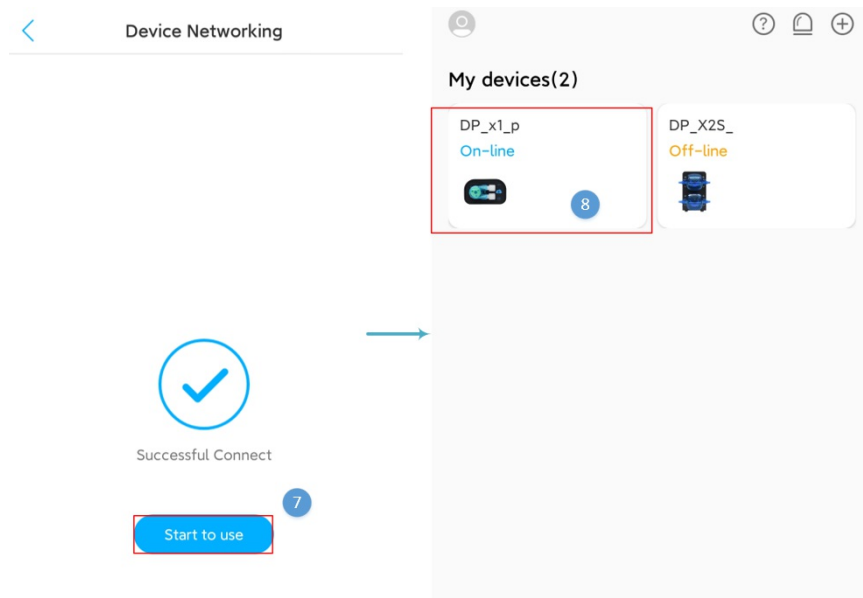 Device Networking
Successful Connect
7
Start to use
?
My devices(2)
DP_x1_p
On-line
8
DP_X2S_
Off-line